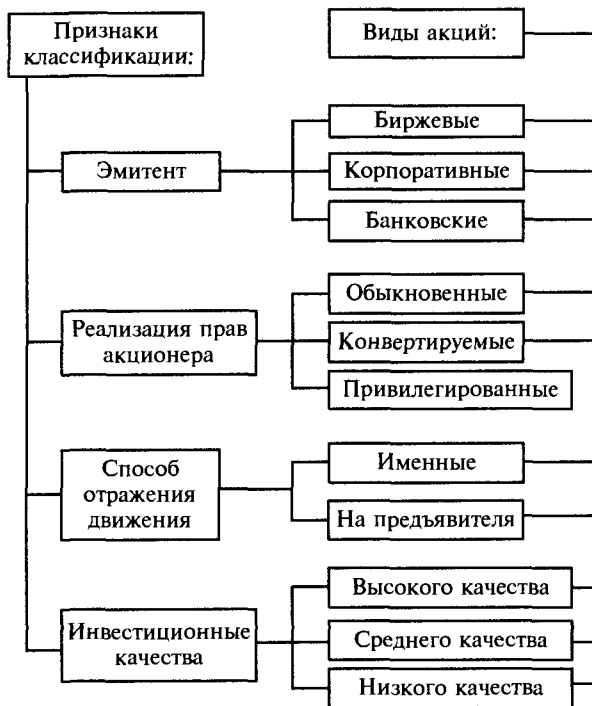 Признаки
классификации:
Виды акций:
Эмитент
Биржевые
Корпоративные
Банковские
Реализация прав
акционера
Обыкновенные
Конвертируемые
Привилегированные
Способ
отражения
движения
Именные
На предъявителя
Инвестиционные
качества
Высокого качества
Среднего качества
Низкого качества